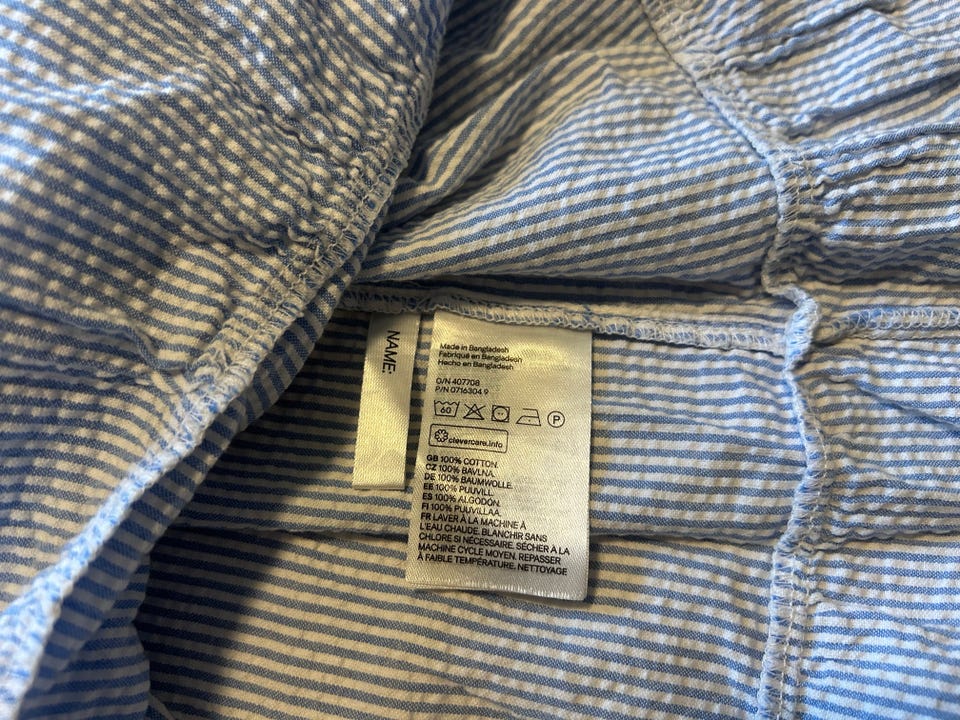 NAME:
Made in Bangladesh
Fabriqué en Bangladesh
Hecho en Bangladesh
O/N 407708
P/N 0716304 9
60 P
clevercare.info
GB 100% COTTON.
CZ 100% BAVLNA.
DE 100% BAUMWOLLE.
EE 100% PUUVILL.
ES 100% ALGODÓN.
FI 100% PUUVILLAA.
FR LAVER À LA MACHINE À
L'EAU CHAUDE. BLANCHIR SANS
CHLORE SI NÉCESSAIRE. SÉCHER À LA
MACHINE CYCLE MOYEN. REPASSER
À FAIBLE TEMPÉRATURE. NETTOYAGE